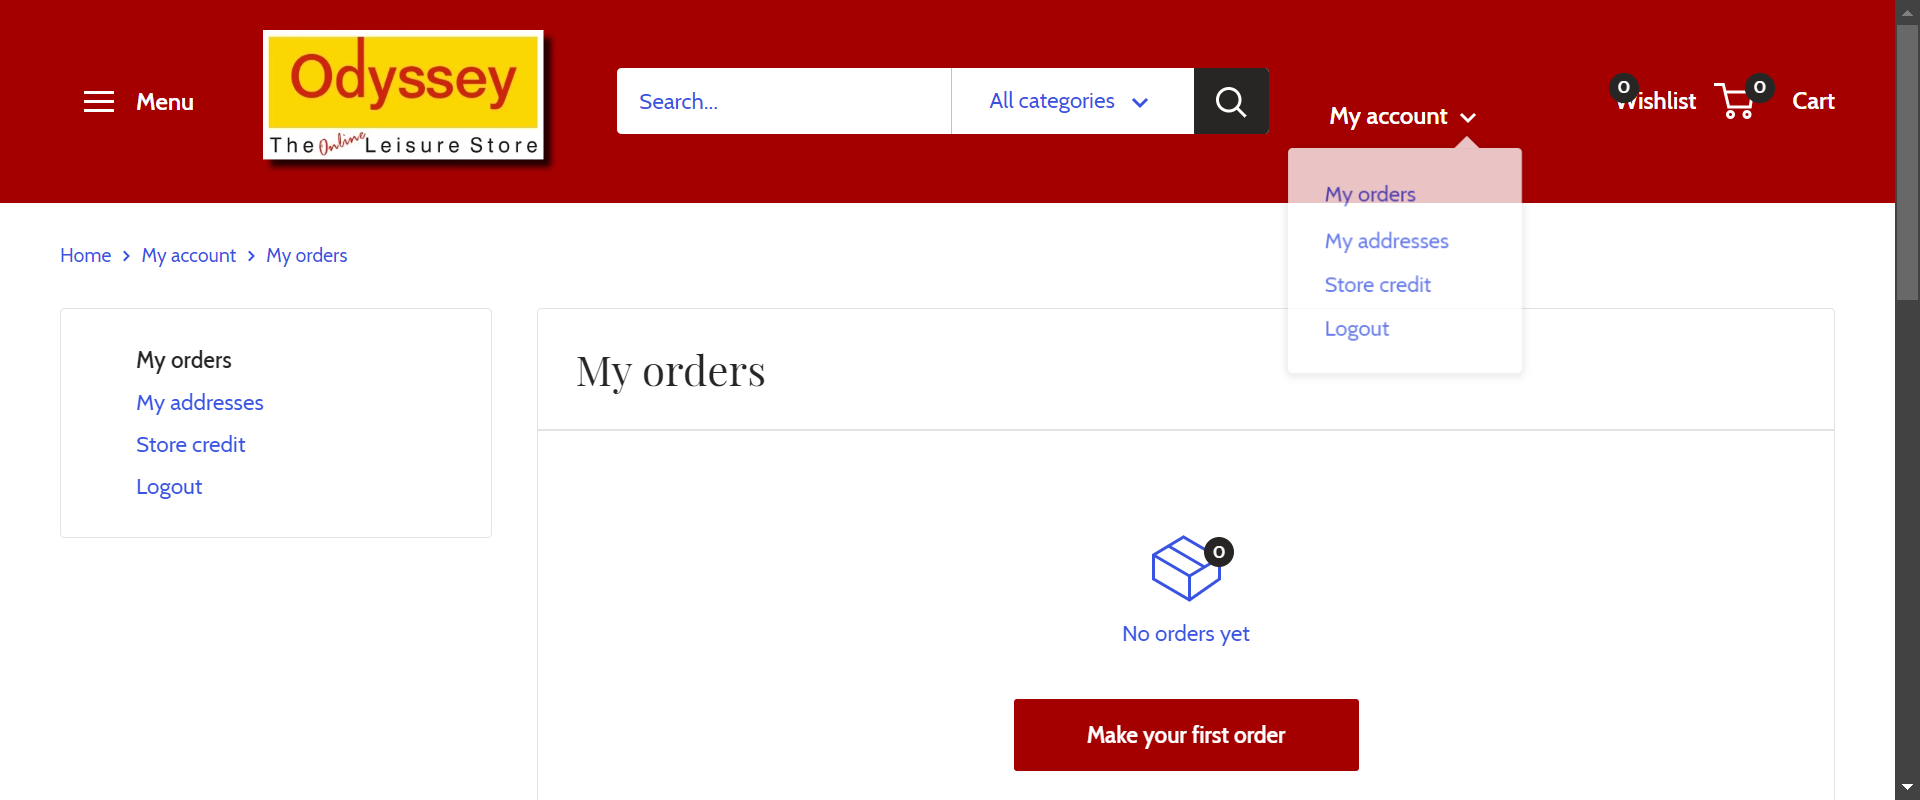 Menu
Odyssey
The Online Leisure Store
Search...
All categories
My account
0
Wishlist
0
Cart
My orders
My addresses
Store credit
Logout
Home > My account > My orders
My orders
My addresses
Store credit
Logout
My orders
0
No orders yet
Make your first order